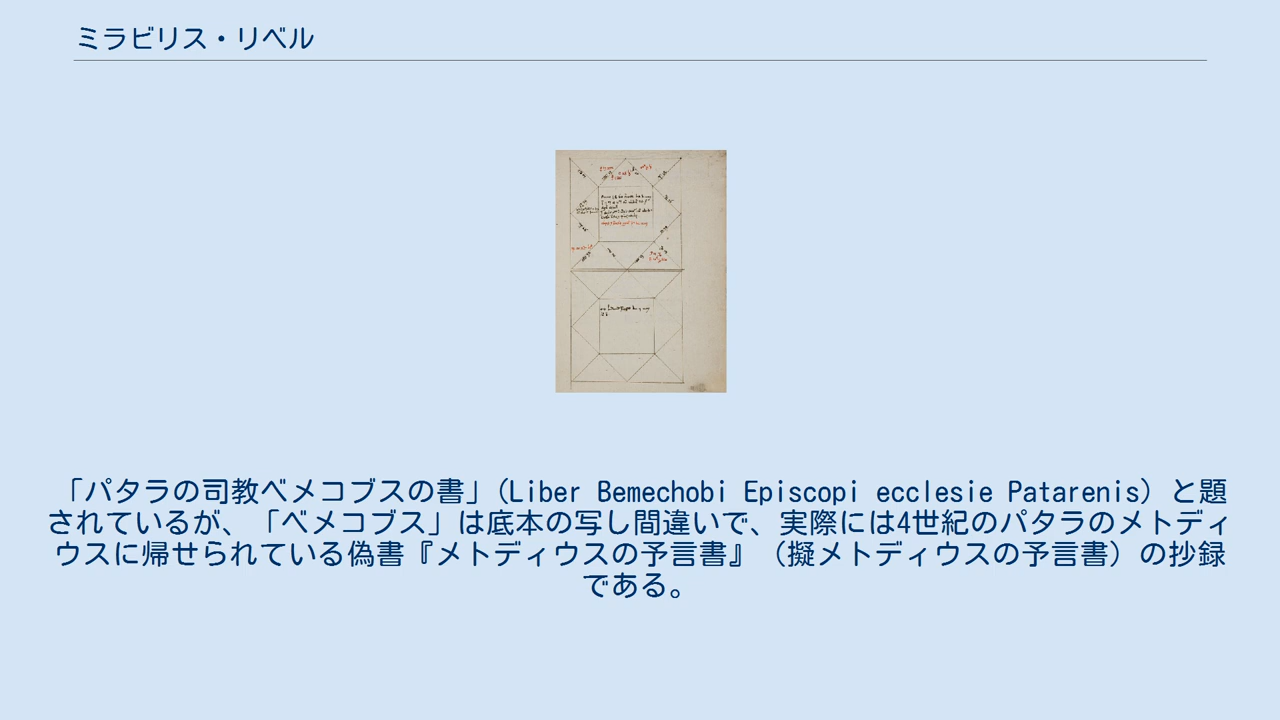 ミラビリス・リベル
「パタラの司教ベメコブスの書」（Liber Bemechobi Episcopi ecclesie Patarenis）と題
されているが、「ベメコブス」は底本の写し間違いで、実際には4世紀のパタラのメトディ
ウスに帰せられている偽書『メトディウスの予言書』（擬メトディウスの予言書）の抄録
である。